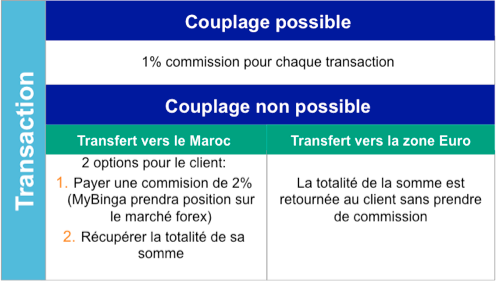 Transaction
Couplage possible
1% commission pour chaque transaction
Couplage non possible
Transfert vers le Maroc
2 options pour le client:
1. Payer une commision de 2%
(MyBinga prendra position sur
le marché forex)
2. Récupérer la totalité de sa
somme
Transfert vers la zone Euro
La totalité de la somme est
retournée au client sans prendre
de commission